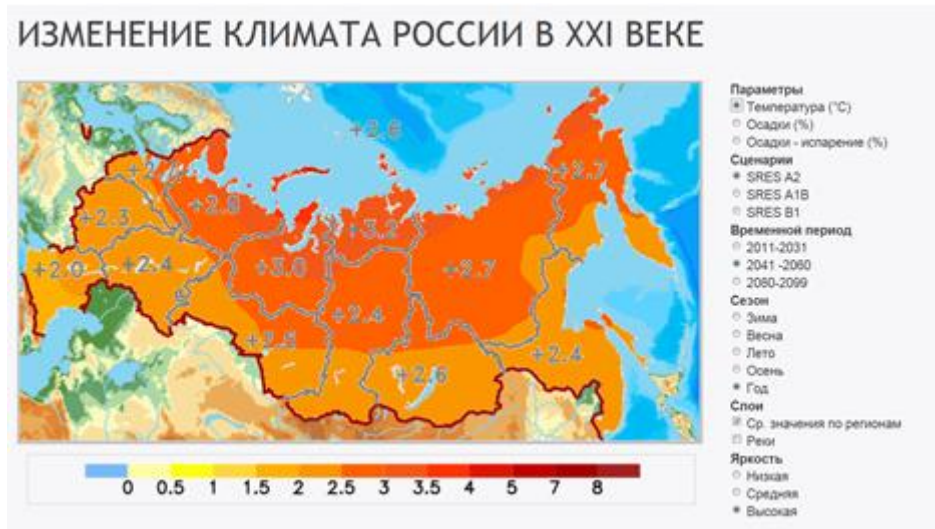 ИЗМЕНЕНИЕ КЛИМАТА РОССИИ В XXI ВЕКЕ
+2.7
+2.8
+2.3
+3.2
+3.0
+2.7
+2.0
+2.4
+2.4
+2.4
+2.6
0 0.5 1 1.5 2 2.5 3 3.5 4 5 7 8
Параметры
Температура (°C)
Осадки (%)
Осадки - испарение (%)
Сценарии
SRES A2
SRES A1B
SRES B1
Временной период
2011-2031
2041 -2060
2080-2099
Сезон
Зима
Весна
Лето
Осень
Год
Слои
Ср. значения по регионам
Реки
Яркость
Низкая
Средняя
Высокая